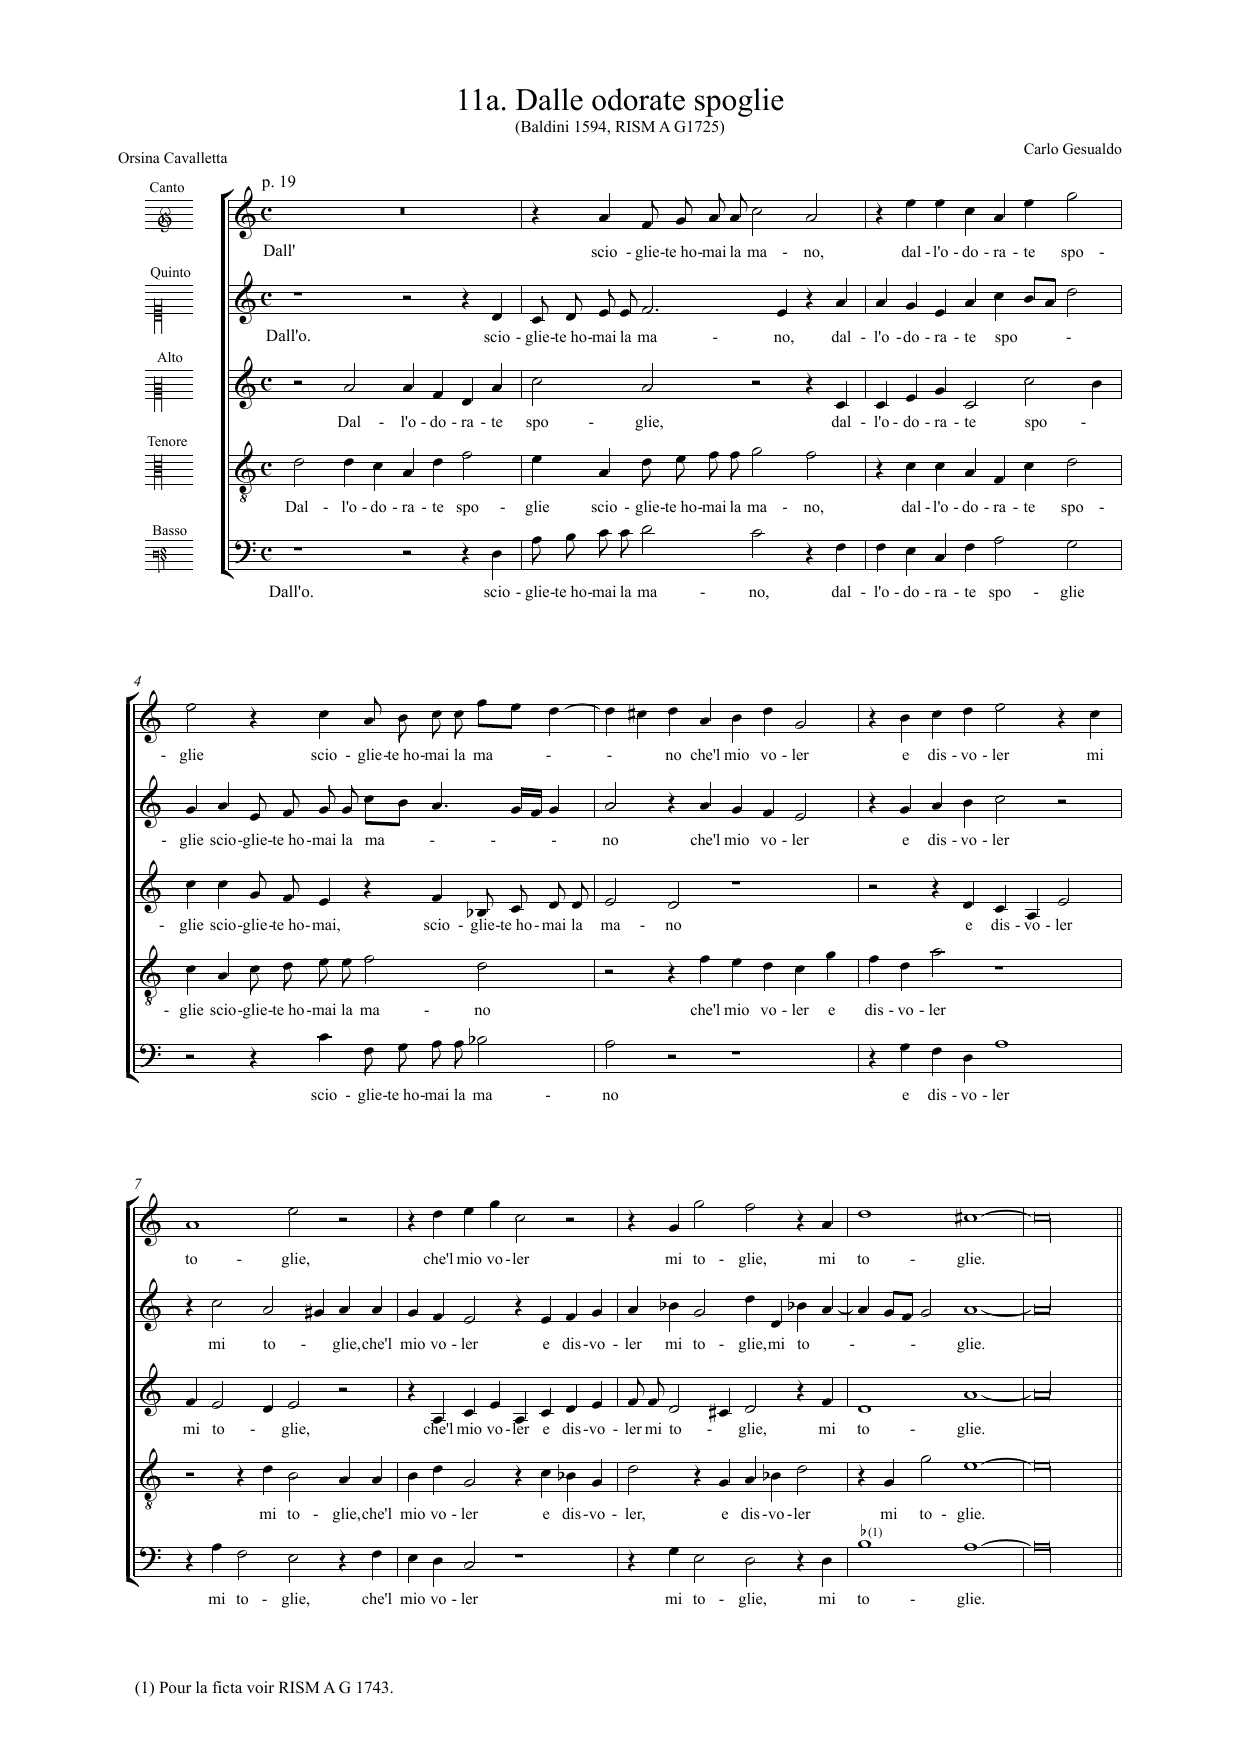 11a. Dalle odorate spoglie
(Baldini 1594, RISM A G1725)
Orsina Cavalletta
Carlo Gesualdo
Canto
p. 19
Dall' scio - glie-te ho-mai la ma - no, dal - l'o - do - ra - te spo -
Quinto
Dall'o. scio - glie-te ho-mai la ma - no, dal - l'o - do - ra - te spo -
Alto
Dal - l'o - do - ra - te spo - glie, dal - l'o - do - ra - te spo -
Tenore
8
Dal - l'o - do - ra - te spo - glie scio - glie-te ho-mai la ma - no, dal - l'o - do - ra - te spo -
Basso
Dall'o. scio - glie-te ho-mai la ma - no, dal - l'o - do - ra - te spo - glie
4
- glie scio - glie-te ho-mai la ma - - no che'l mio vo - ler e dis - vo - ler mi
- glie scio-glie-te ho-mai la ma - - - no che'l mio vo - ler e dis - vo - ler
- glie scio-glie-te ho-mai, scio - glie-te ho-mai la ma - no e dis - vo - ler
8
- glie scio-glie-te ho-mai la ma - no che'l mio vo - ler e dis - vo - ler
scio - glie-te ho-mai la ma - no e dis - vo - ler
7
to - glie, che'l mio vo - ler mi to - glie, mi to - glie.
mi to - glie, che'l mio vo - ler e dis - vo - ler mi to - glie, mi to - - glie.
mi to - glie, che'l mio vo - ler e dis - vo - ler mi to - glie, mi to - glie.
8
mi to - glie, che'l mio vo - ler e dis - vo - ler, e dis - vo - ler mi to - glie.
♭(1)
mi to - glie, che'l mio vo - ler mi to - glie, mi to - glie.
(1) Pour la ficta voir RISM A G 1743.